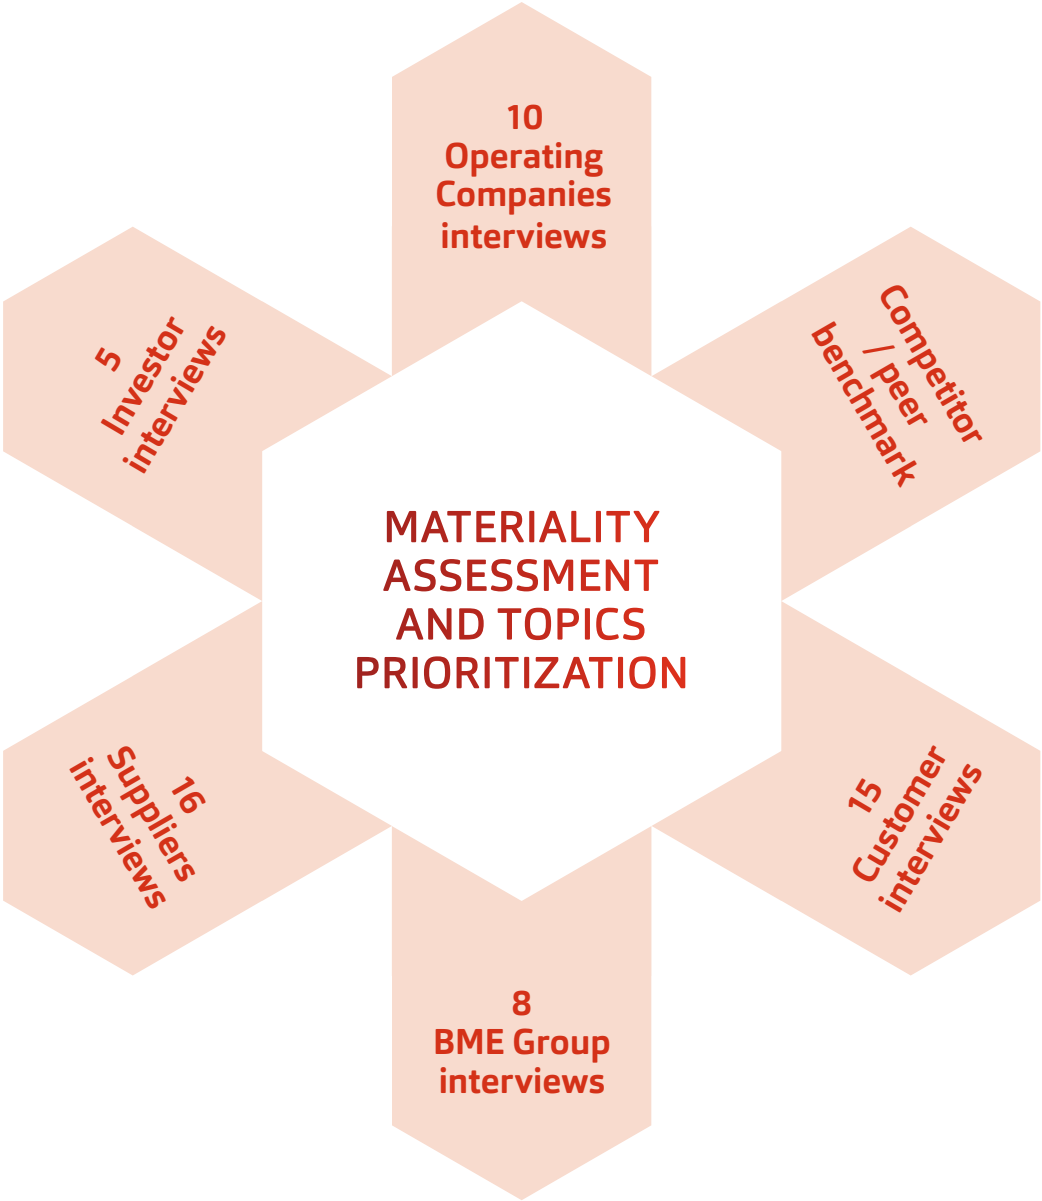 10
Operating
Companies
interviews
Competitor
/ peer
benchmark
15
Customer
interviews
8
BME Group
interviews
16
Suppliers
interviews
5
Investor
interviews
MATERIALITY
ASSESSMENT
AND TOPICS
PRIORITIZATION